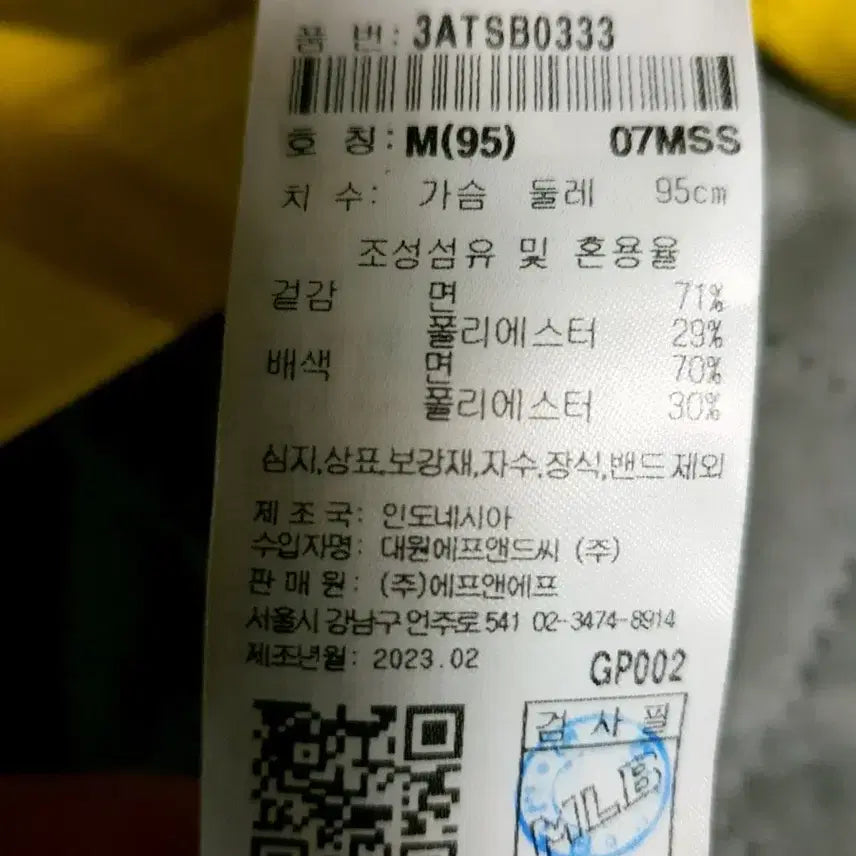 품 번: 3ATSB0333
호 칭: M(95) 07MSS
치 수: 가슴 둘레 95cm
조성섬유 및 혼용율
겉감 면 71%
폴리에스터 29%
배색 면 70%
폴리에스터 30%
심지,상표,보강재,자수,장식,밴드 제외
제 조 국: 인도네시아
수입자명: 대원에프앤드씨 (주)
판 매 원: (주)에프앤에프
서울시 강남구 언주로 541 02-3474-8914
제조년월: 2023.02
GP002
검 사 필
MLB